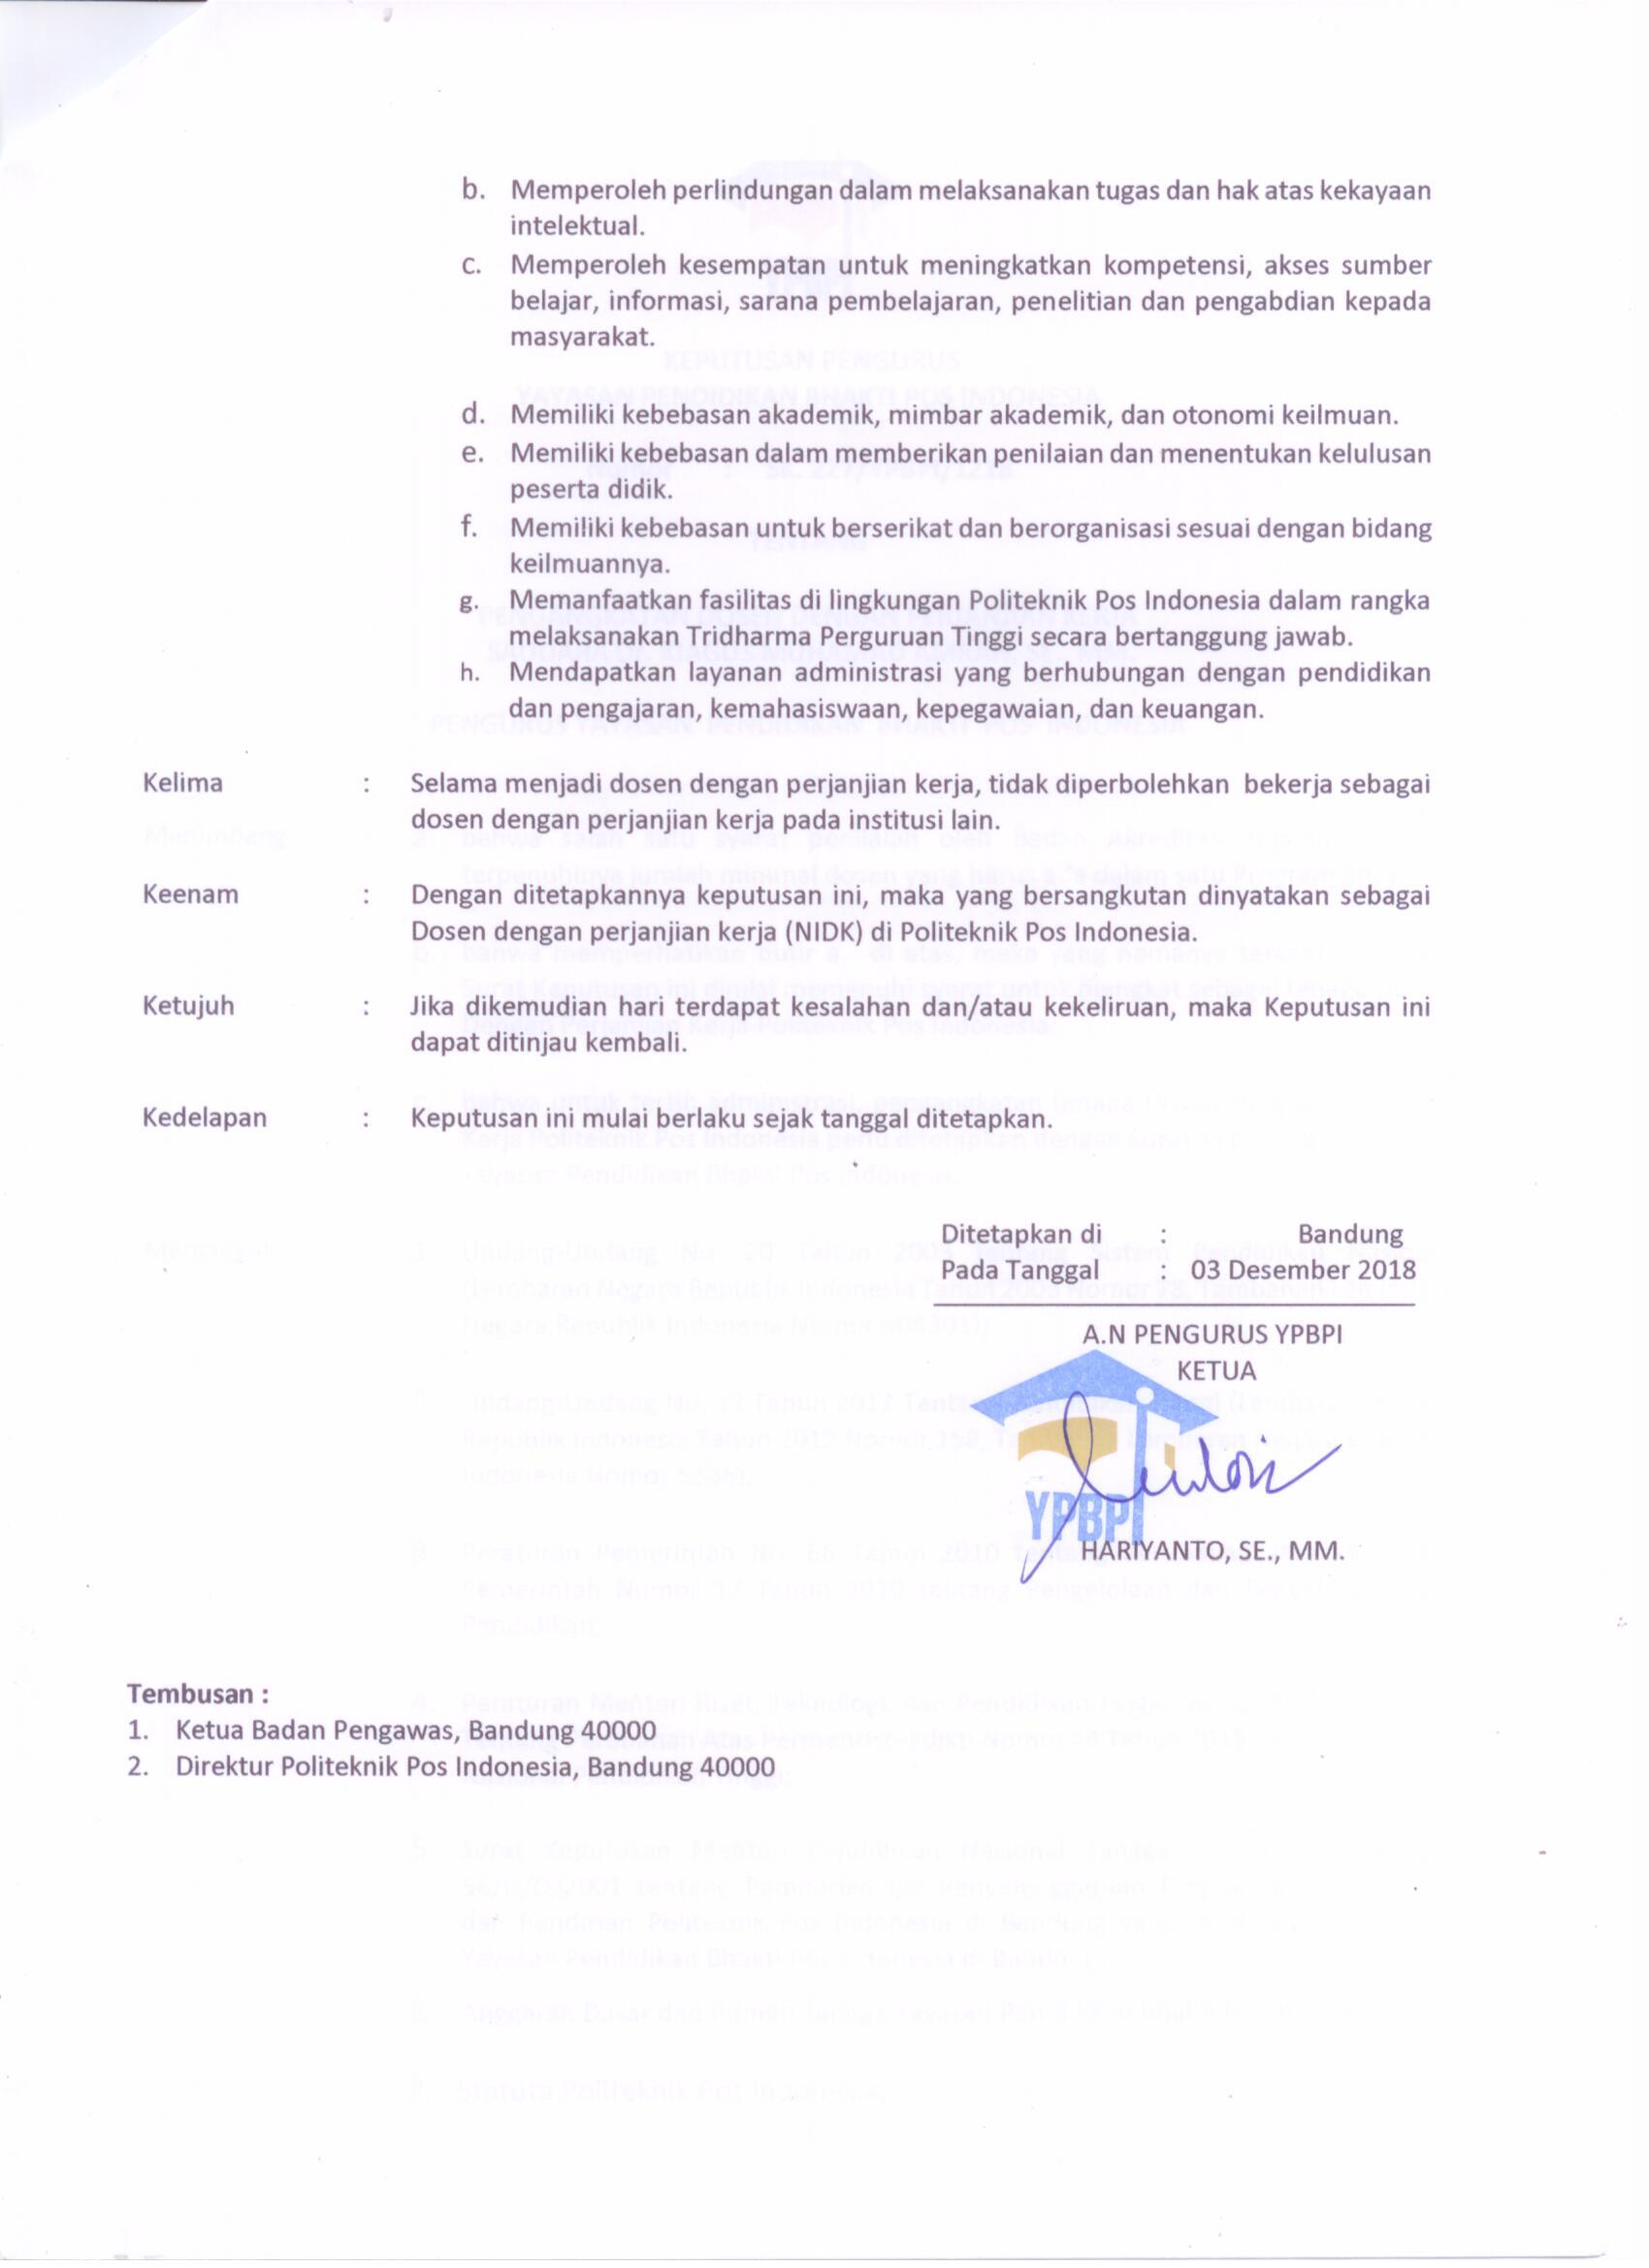 b. Memperoleh perlindungan dalam melaksanakan tugas dan hak atas kekayaan
intelektual.
c. Memperoleh kesempatan untuk meningkatkan kompetensi, akses sumber
belajar, informasi, sarana pembelajaran, penelitian dan pengabdian kepada
masyarakat.
d. Memiliki kebebasan akademik, mimbar akademik, dan otonomi keilmuan.
e. Memiliki kebebasan dalam memberikan penilaian dan menentukan kelulusan
peserta didik.
f. Memiliki kebebasan untuk berserikat dan berorganisasi sesuai dengan bidang
keilmuannya.
g. Memanfaatkan fasilitas di lingkungan Politeknik Pos Indonesia dalam rangka
melaksanakan Tridharma Perguruan Tinggi secara bertanggung jawab.
h. Mendapatkan layanan administrasi yang berhubungan dengan pendidikan
dan pengajaran, kemahasiswaan, kepegawaian, dan keuangan.
Kelima : Selama menjadi dosen dengan perjanjian kerja, tidak diperbolehkan bekerja sebagai
dosen dengan perjanjian kerja pada institusi lain.
Keenam : Dengan ditetapkannya keputusan ini, maka yang bersangkutan dinyatakan sebagai
Dosen dengan perjanjian kerja (NIDK) di Politeknik Pos Indonesia.
Ketujuh : Jika dikemudian hari terdapat kesalahan dan/atau kekeliruan, maka Keputusan ini
dapat ditinjau kembali.
Kedelapan : Keputusan ini mulai berlaku sejak tanggal ditetapkan.
Ditetapkan di : Bandung
Pada Tanggal : 03 Desember 2018
A.N PENGURUS YPBPI
KETUA
YPBPI
HARIYANTO, SE., MM.
Tembusan :
1. Ketua Badan Pengawas, Bandung 40000
2. Direktur Politeknik Pos Indonesia, Bandung 40000